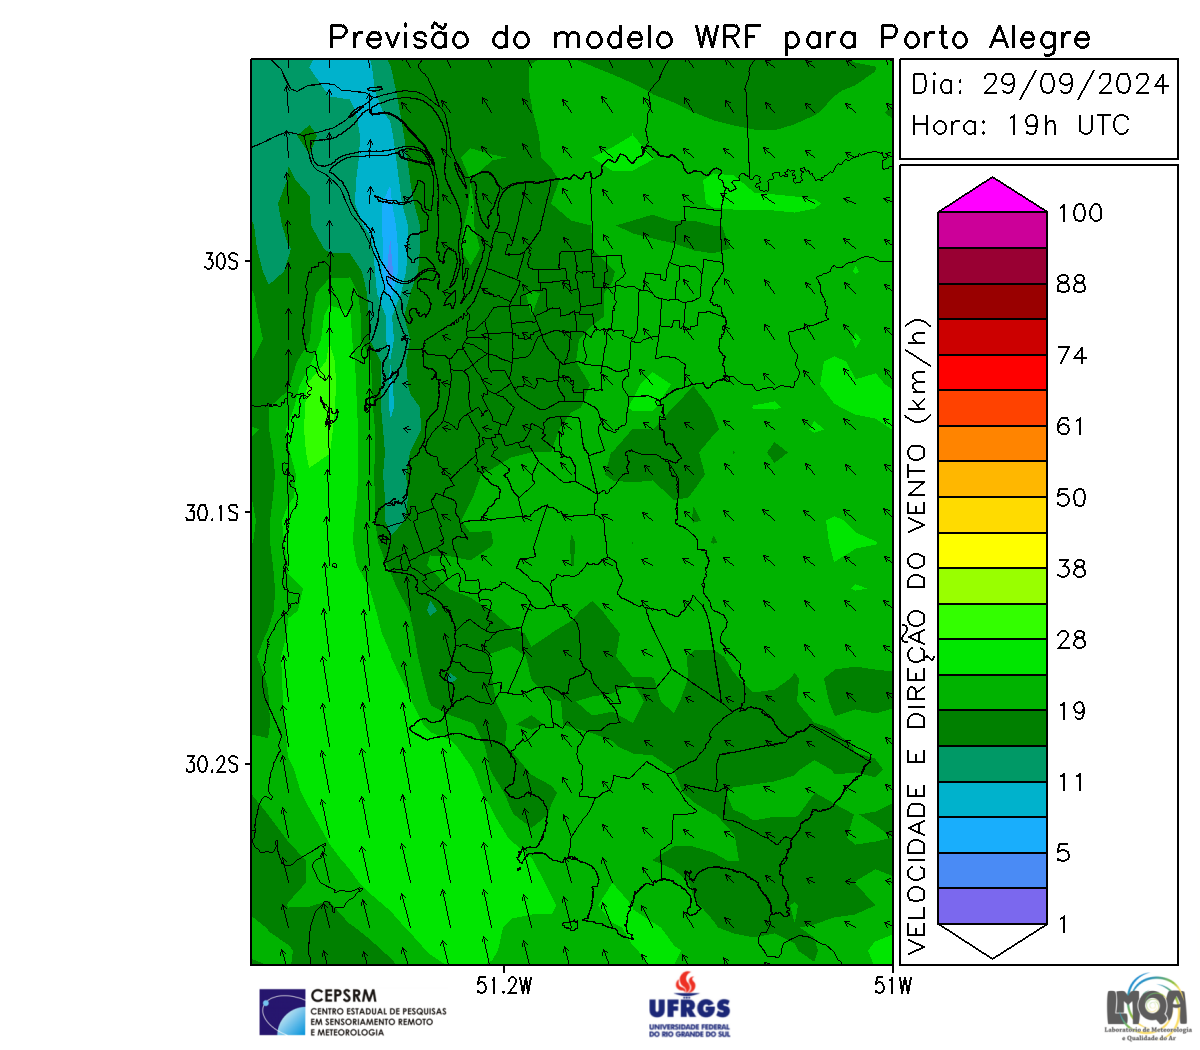 Previsão do modelo WRF para Porto Alegre
Dia: 29/09/2024
Hora: 19h UTC
VELOCIDADE E DIREÇÃO DO VENTO (km/h)
100
88
74
61
50
38
28
19
11
5
1
30S
30.1S
30.2S
51.2W
51W
CEPSRM
CENTRO ESTADUAL DE PESQUISAS
EM SENSORIAMENTO REMOTO
E METEOROLOGIA
UFRGS
UNIVERSIDADE FEDERAL
DO RIO GRANDE DO SUL
LMQA
Laboratório de Meteorologia
e Qualidade do Ar